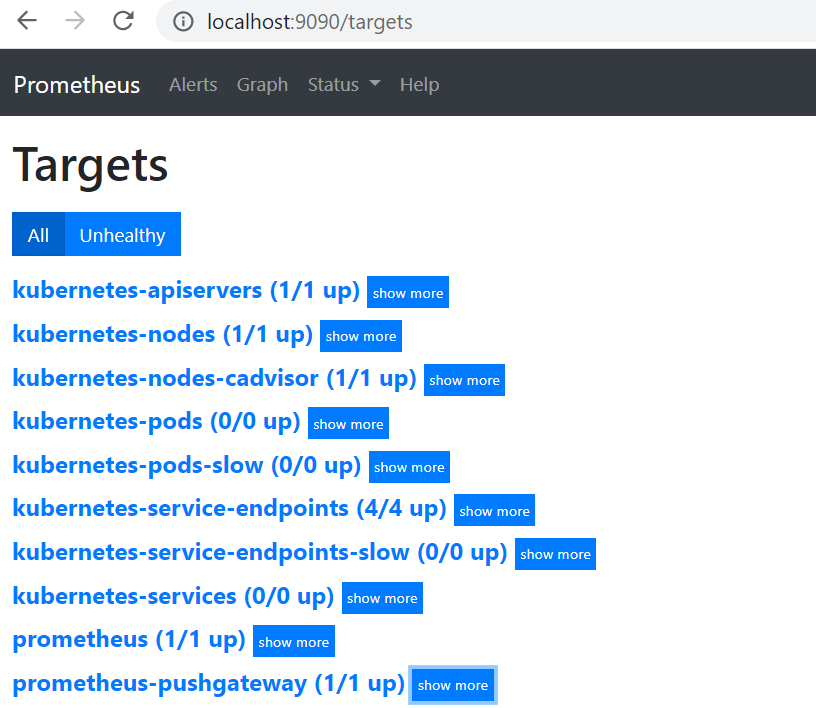 localhost:9090/targets
Prometheus Alerts Graph Status Help
Targets
All Unhealthy
kubernetes-apiservers (1/1 up) show more
kubernetes-nodes (1/1 up) show more
kubernetes-nodes-cadvisor (1/1 up) show more
kubernetes-pods (0/0 up) show more
kubernetes-pods-slow (0/0 up) show more
kubernetes-service-endpoints (4/4 up) show more
kubernetes-service-endpoints-slow (0/0 up) show more
kubernetes-services (0/0 up) show more
prometheus (1/1 up) show more
prometheus-pushgateway (1/1 up) show more